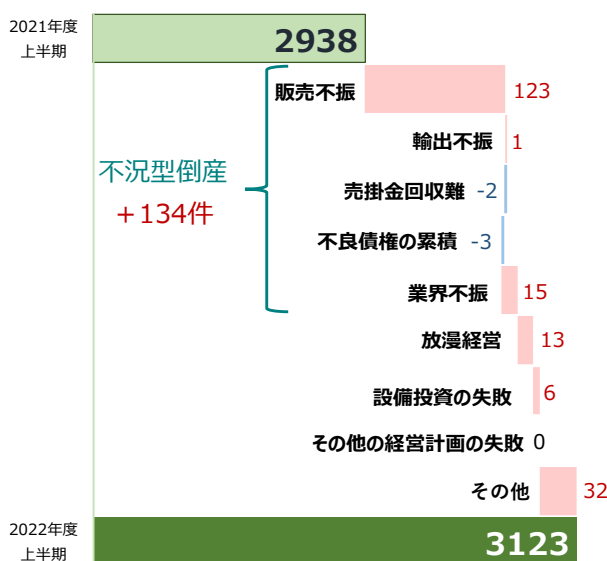 2021年度
上半期
2938
販売不振
123
輸出不振
1
不況型倒産
＋134件
売掛金回収難
-2
不良債権の累積
-3
業界不振
15
放漫経営
13
設備投資の失敗
6
その他の経営計画の失敗
0
その他
32
2022年度
上半期
3123